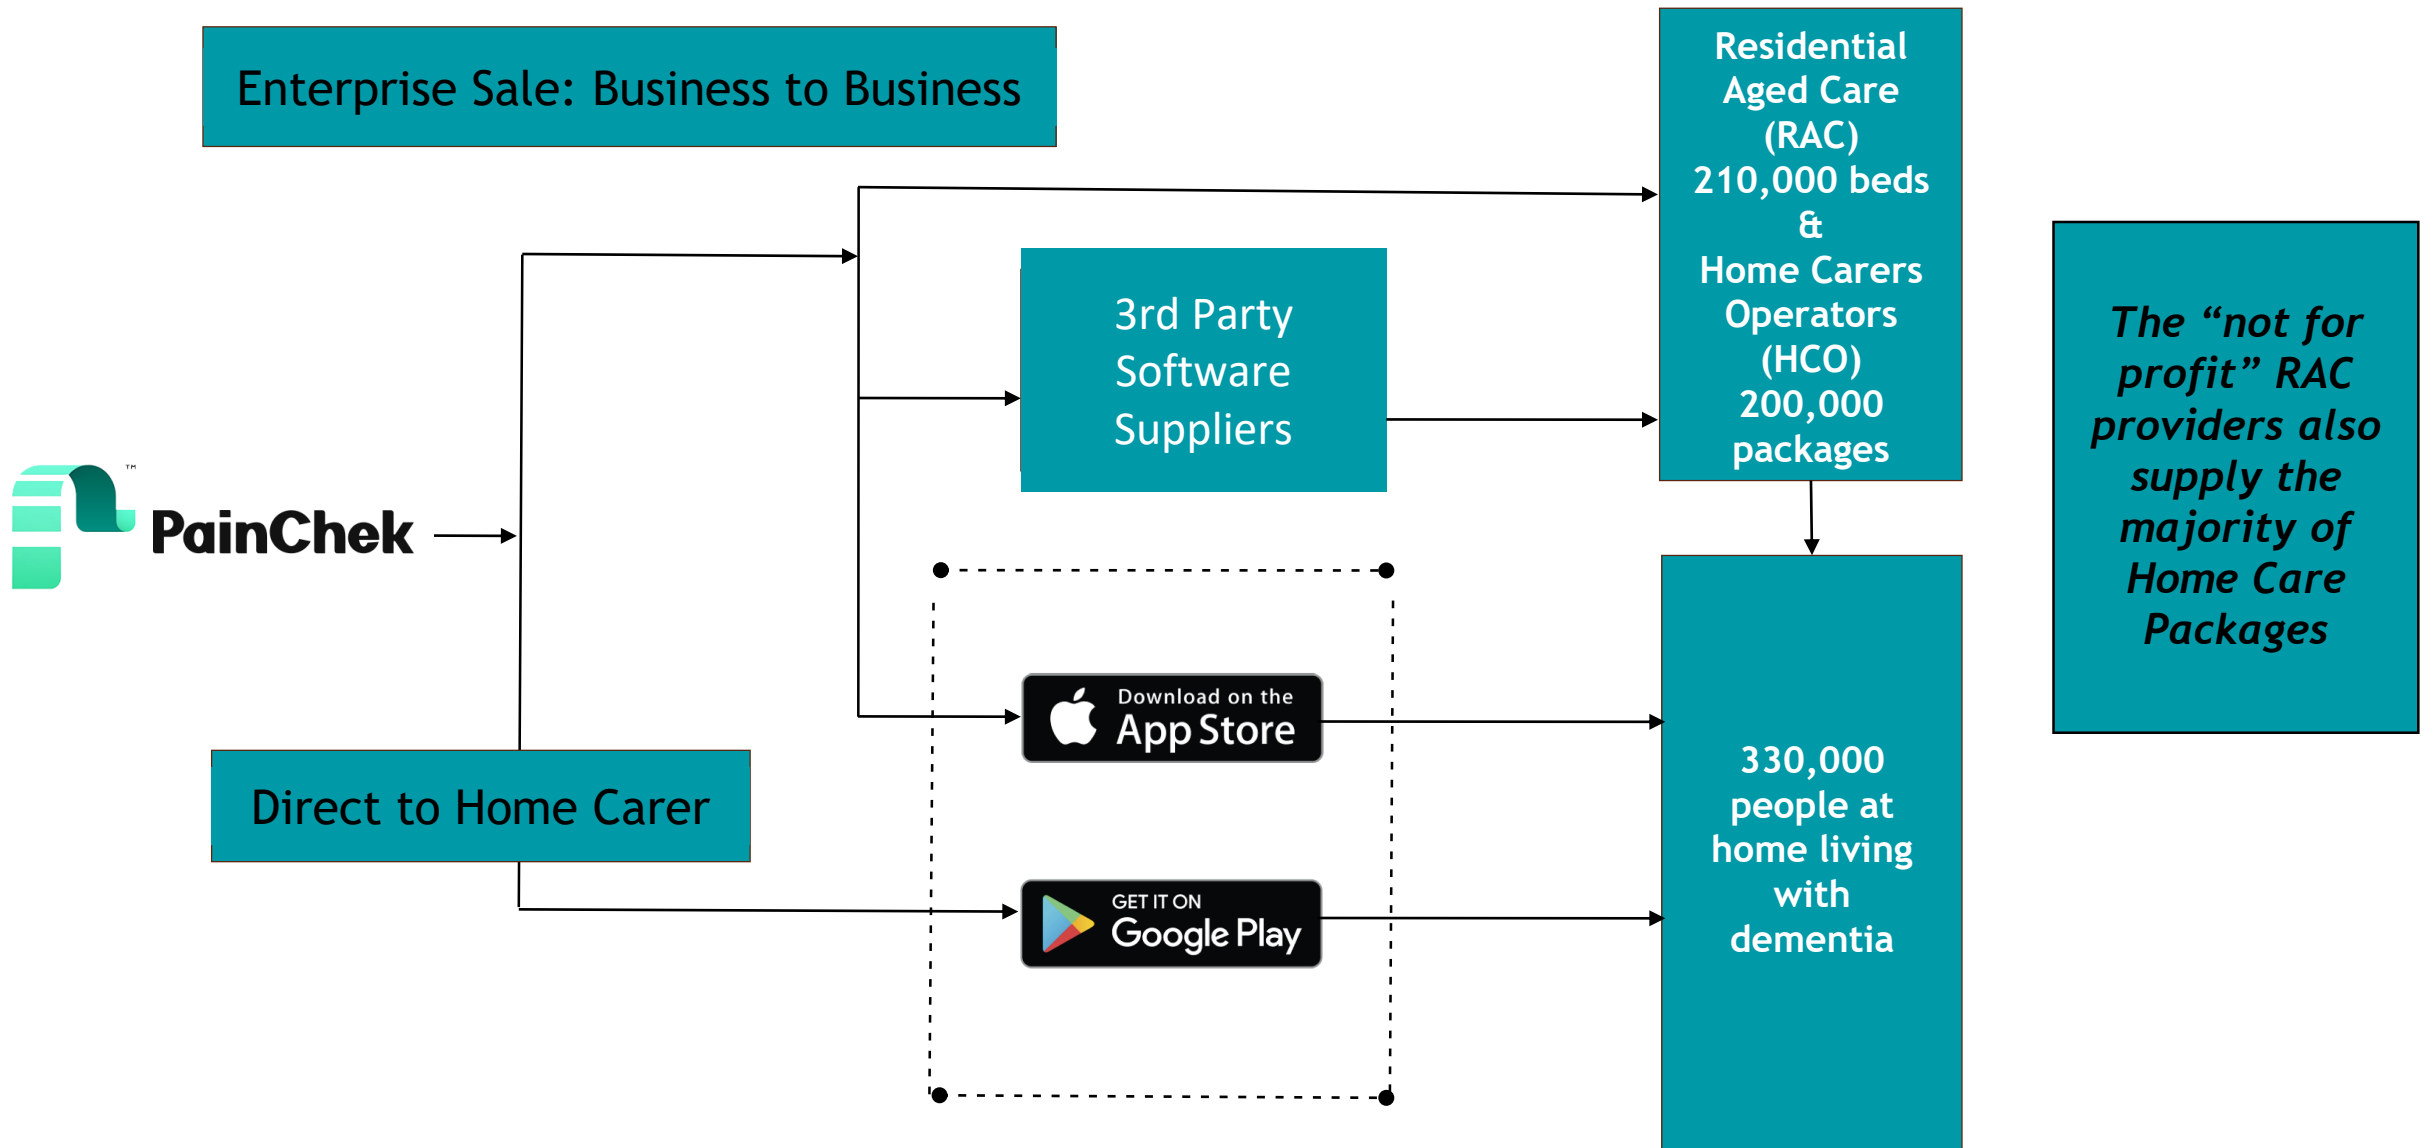 Enterprise Sale: Business to Business
Residential
Aged Care
(RAC)
210,000 beds
&
Home Carers
Operators
(HCO)
200,000
packages
3rd Party
Software
Suppliers
The “not for
profit” RAC
providers also
supply the
majority of
Home Care
Packages
TM
PainChek
Download on the
App Store
Direct to Home Carer
GET IT ON
Google Play
330,000
people at
home living
with
dementia